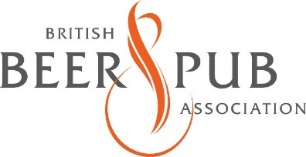 BRITISH
BEER & PUB
ASSOCIATION